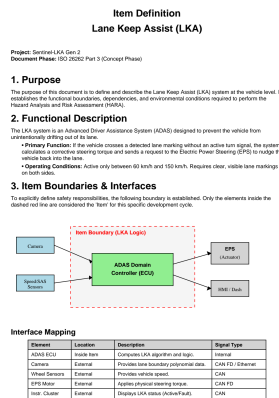 Item Definition
Lane Keep Assist (LKA)
Project: Sentinel-LKA Gen 2
Document Phase: ISO 26262 Part 3 (Concept Phase)
1. Purpose
The purpose of this document is to define and describe the Lane Keep Assist (LKA) system at the vehicle level. I
establishes the functional boundaries, dependencies, and environmental conditions required to perform the
Hazard Analysis and Risk Assessment (HARA).
2. Functional Description
The LKA system is an Advanced Driver Assistance System (ADAS) designed to prevent the vehicle from
unintentionally drifting out of its lane.
• Primary Function: If the vehicle crosses a detected lane marking without an active turn signal, the system
calculates a corrective steering torque and sends a request to the Electric Power Steering (EPS) to nudge th
vehicle back into the lane.
• Operating Conditions: Active only between 60 km/h and 150 km/h. Requires clear, visible lane markings
on both sides.
3. Item Boundaries & Interfaces
To explicitly define safety responsibilities, the following boundary is established. Only the elements inside the
dashed red line are considered the 'Item' for this specific development cycle.
Item Boundary (LKA Logic)
Camera
EPS
(Actuator)
ADAS Domain
Controller (ECU)
Speed/SAS
Sensors
HMI / Dash
Interface Mapping
Element Location Description Signal Type
ADAS ECU Inside Item Computes LKA algorithm and logic. Internal
Camera External Provides lane boundary polynomial data. CAN FD / Ethernet
Wheel Sensors External Provides vehicle speed. CAN
EPS Motor External Applies physical steering torque. CAN FD
Instr. Cluster External Displays LKA status (Active/Fault). CAN